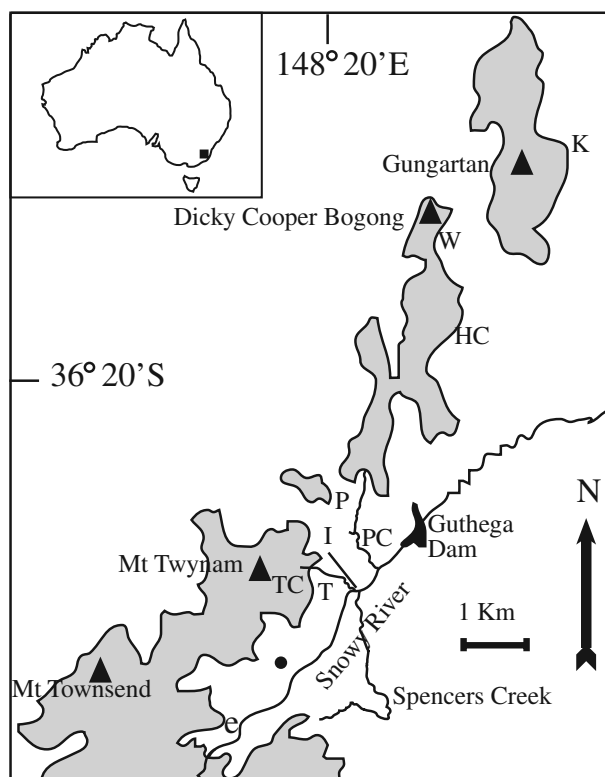 148°20'E
K
Gungartan
Dicky Cooper Bogong
W
HC
36°20'S
P
N
I
PC
Guthega
Dam
Mt Twynam
TC
T
1 Km
Snowy River
Mt Townsend
Spencers Creek
e